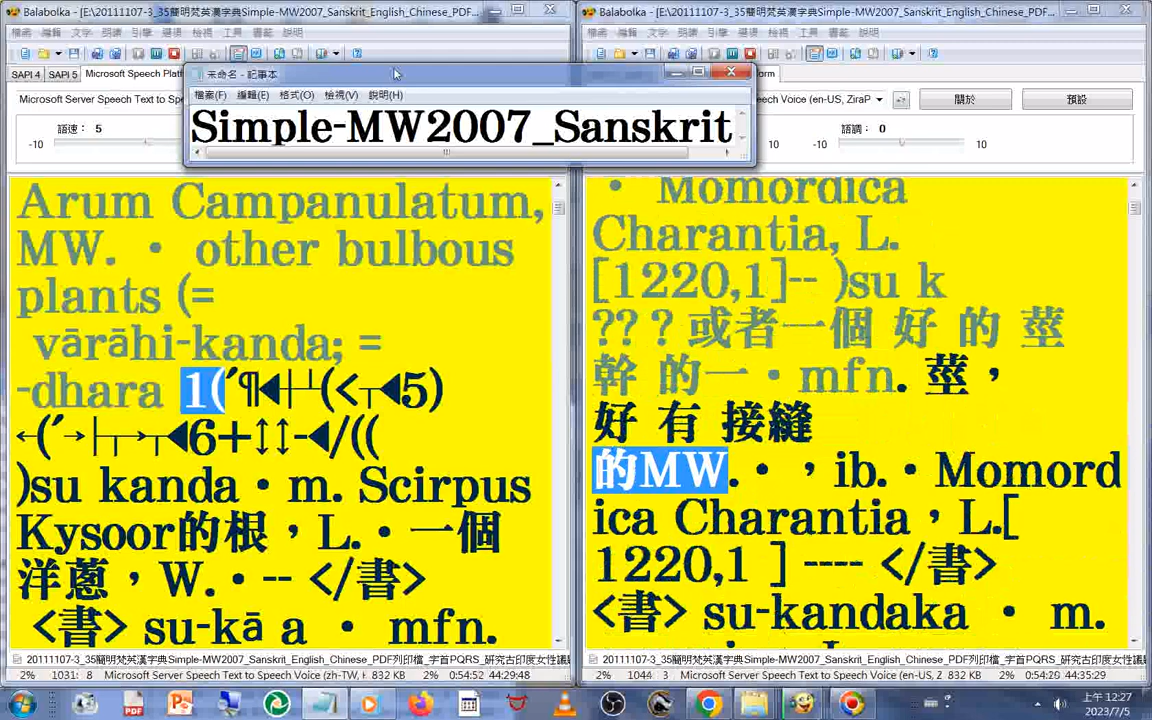 Balabolka - [E:\20111107-3_35簡明梵英漢字典Simple-MW2007_Sanskrit_English_Chinese_PDF...
Balabolka - [E:\20111107-3_35簡明梵英漢字典Simple-MW2007_Sanskrit_English_Chinese_PDF...
SAPI 4 SAPI 5 Microsoft Speech Platf
未命名 - 記事本
檔案(F) 編輯(E) 格式(O) 檢視(V) 說明(H)
Simple-MW2007_Sanskrit
Microsoft Server Speech Text to Spe
eech Voice (en-US, ZiraP
關於
預設
語速： 5
語調： 0
-10
10
-10
10
Arum Campanulatum,
MW. • other bulbous
plants (=
vārāhi-kanda; =
-dhara 1(´¶◀┼┴(<┬◀5)
←(´→├┬→┬◀6+↕↕-◀/((
)su kanda • m. Scirpus
Kysoor的根，L. • 一個
洋蔥，W. • -- </書>
<書> su-kā a • mfn.
• Momordica
Charantia, L.
[1220,1]-- )su k
??？或者一個 好 的 莖
幹 的一 • mfn. 莖，
好 有 接縫
的MW. • ，ib. • Momord
ica Charantia，L.[
1220,1 ] ---- </書>
<書> su-kandaka • m.
20111107-3_35簡明梵英漢字典Simple-MW2007_Sanskrit_English_Chinese_PDF列印檔_字首PQRS_研究古印度女性議
2% 1031: 8 Microsoft Server Speech Text to Speech Voice (zh-TW, H 832 KB 2% 0:54:52 44:29:48
20111107-3_35簡明梵英漢字典Simple-MW2007_Sanskrit_English_Chinese_PDF列印檔_字首PQRS_研究古印度女性議
2% 1044: 3 Microsoft Server Speech Text to Speech Voice (en-US, Z 832 KB 2% 0:54:20 44:35:29
上午 12:27
2023/7/5